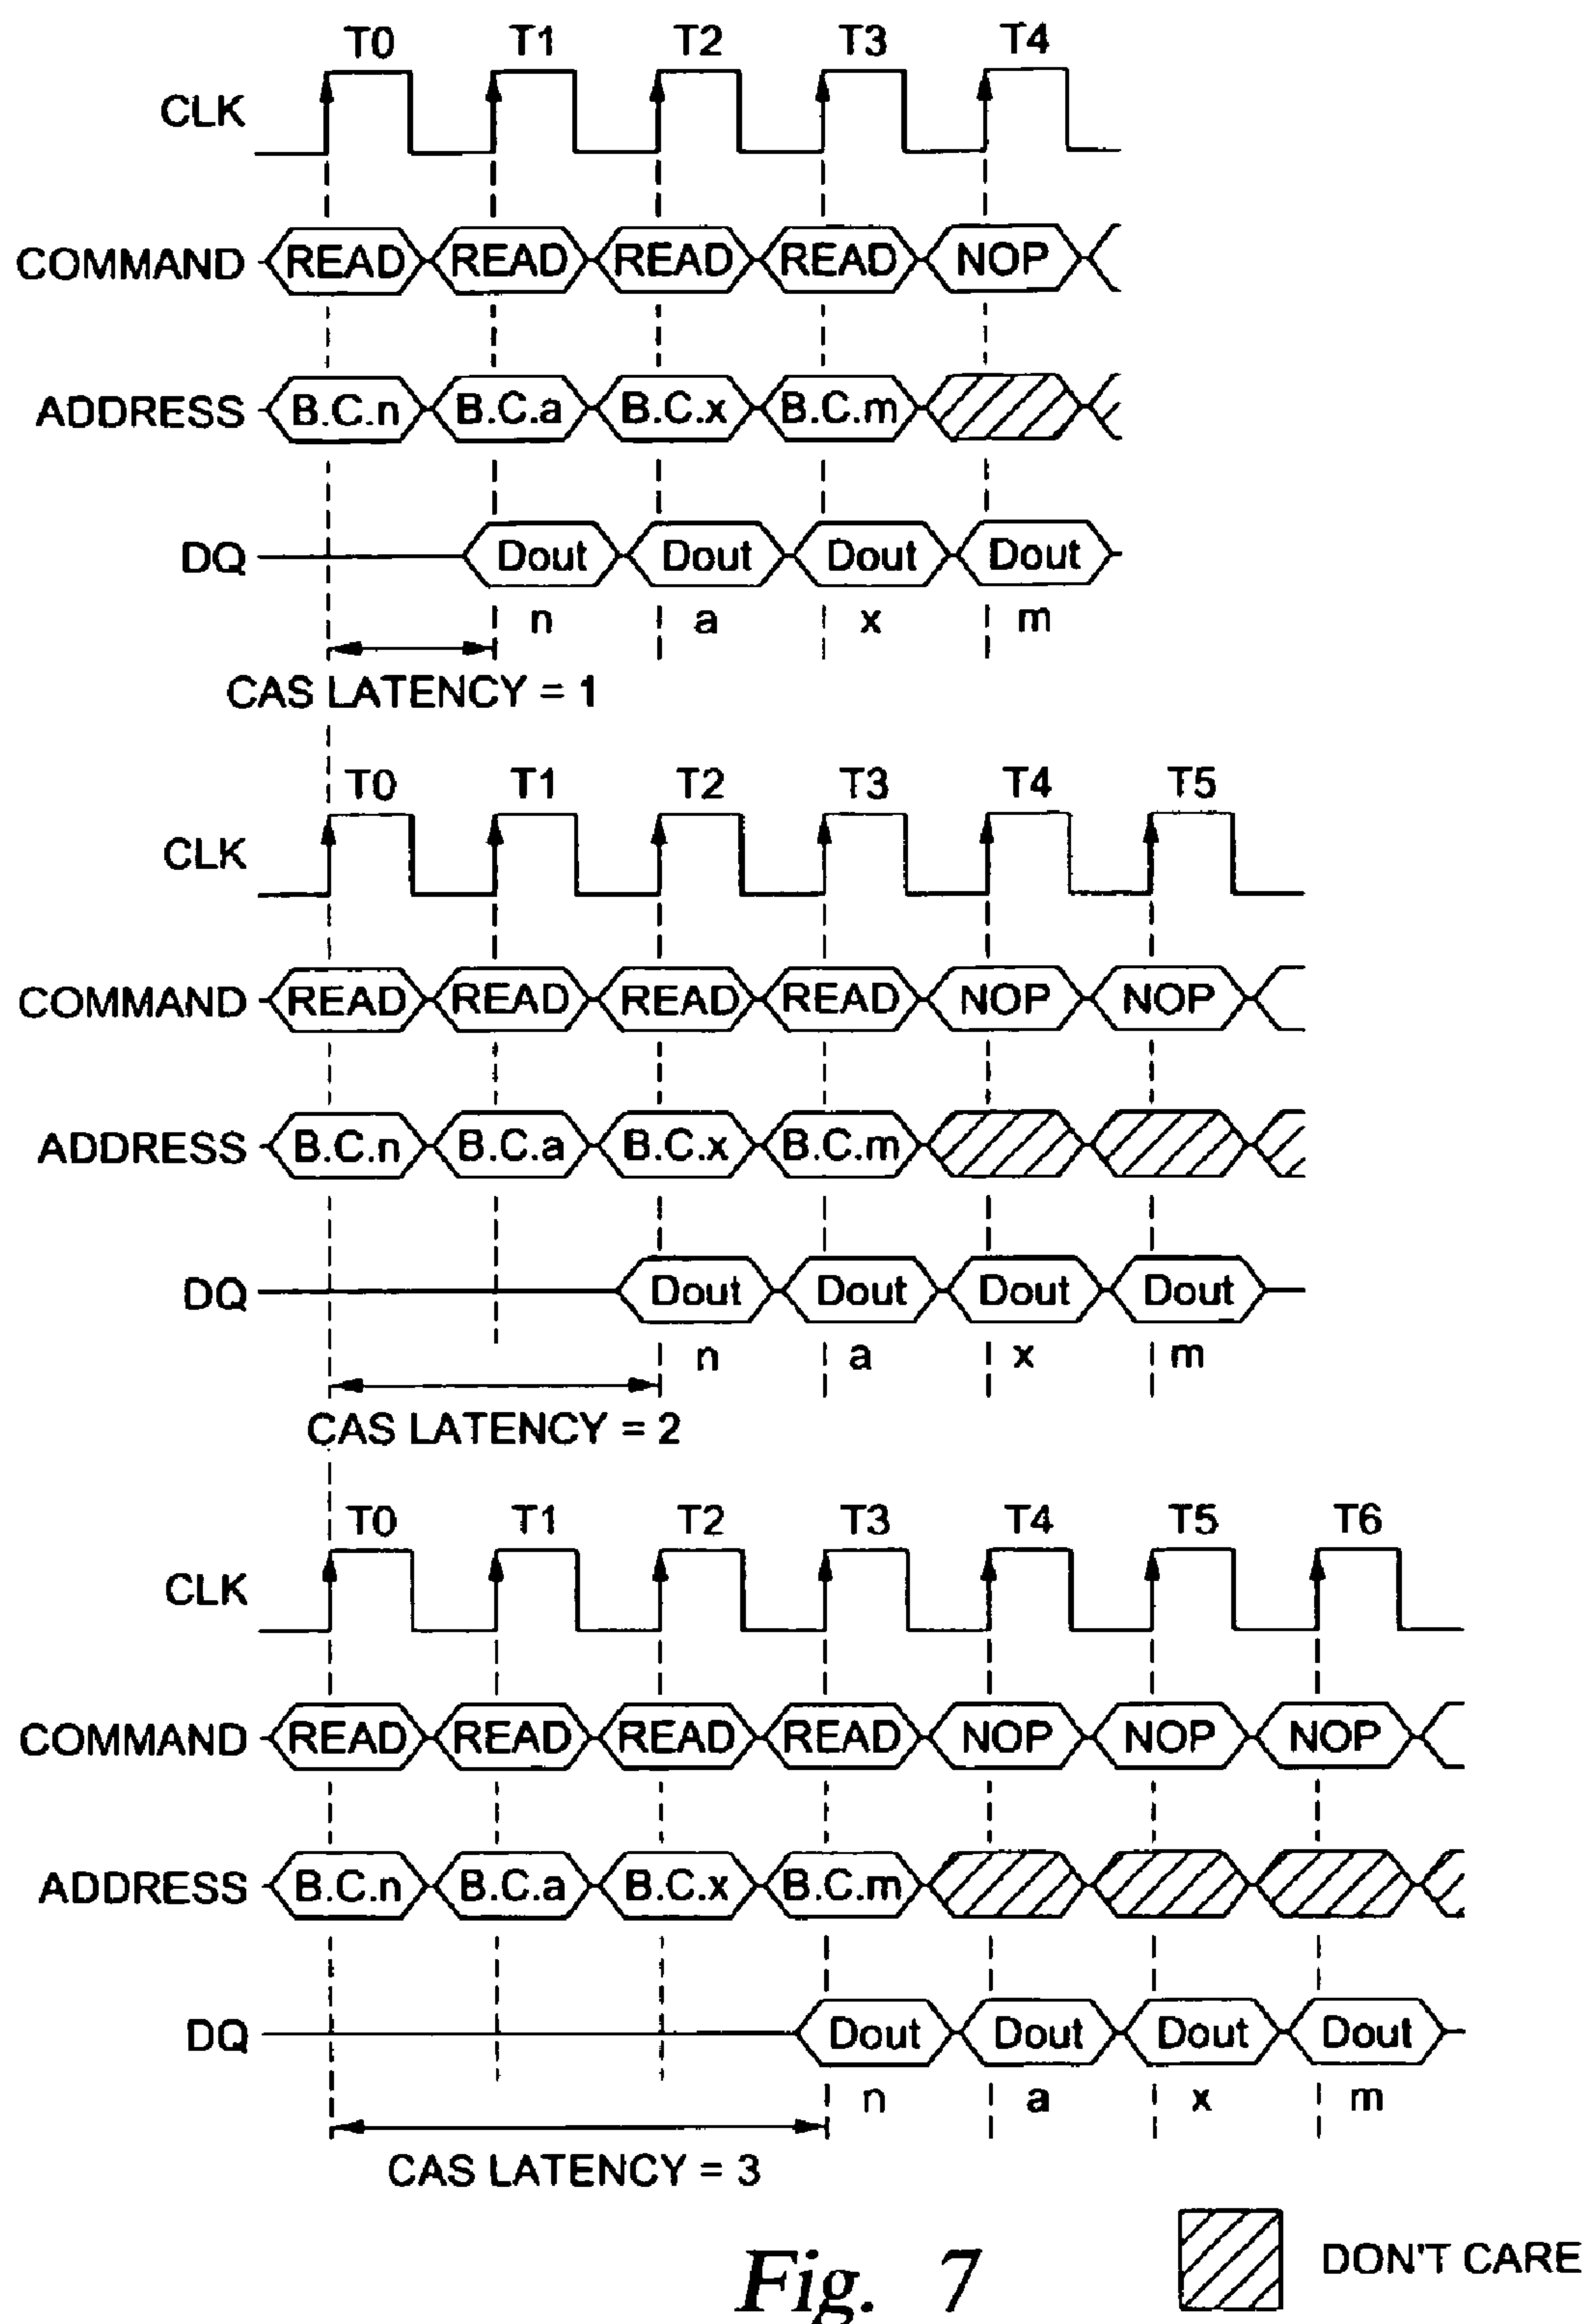 T0 T1 T2 T3 T4
CLK
COMMAND READ READ READ READ NOP
ADDRESS B.C.n B.C.a B.C.x B.C.m
DQ Dout Dout Dout Dout
n a x m
CAS LATENCY = 1
T0 T1 T2 T3 T4 T5
CLK
COMMAND READ READ READ READ NOP NOP
ADDRESS B.C.n B.C.a B.C.x B.C.m
DQ Dout Dout Dout Dout
n a x m
CAS LATENCY = 2
T0 T1 T2 T3 T4 T5 T6
CLK
COMMAND READ READ READ READ NOP NOP NOP
ADDRESS B.C.n B.C.a B.C.x B.C.m
DQ Dout Dout Dout Dout
n a x m
CAS LATENCY = 3
DON'T CARE
Fig. 7